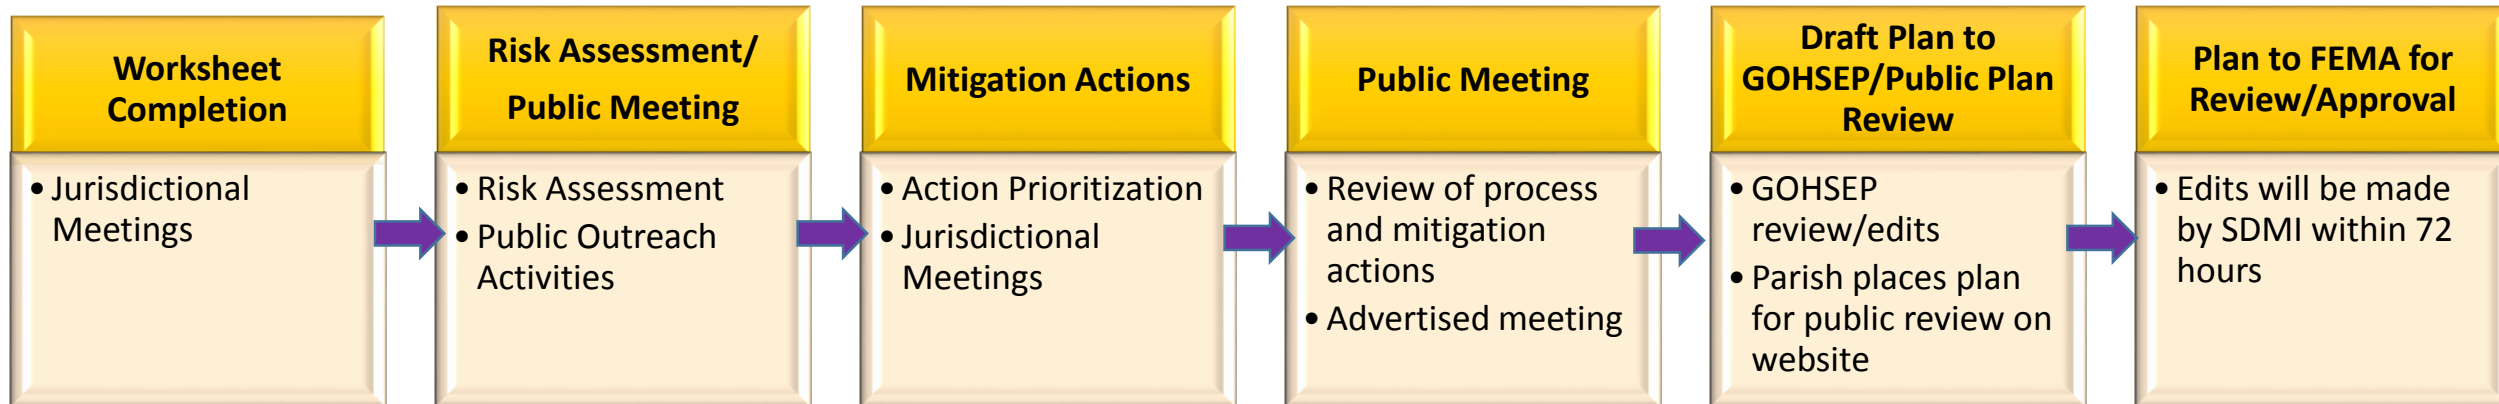 Worksheet
Completion
• Jurisdictional
Meetings
Risk Assessment/
Public Meeting
• Risk Assessment
• Public Outreach
Activities
Mitigation Actions
• Action Prioritization
• Jurisdictional
Meetings
Public Meeting
• Review of process
and mitigation
actions
• Advertised meeting
Draft Plan to
GOHSEP/Public Plan
Review
• GOHSEP
review/edits
• Parish places plan
for public review on
website
Plan to FEMA for
Review/Approval
• Edits will be made
by SDMI within 72
hours